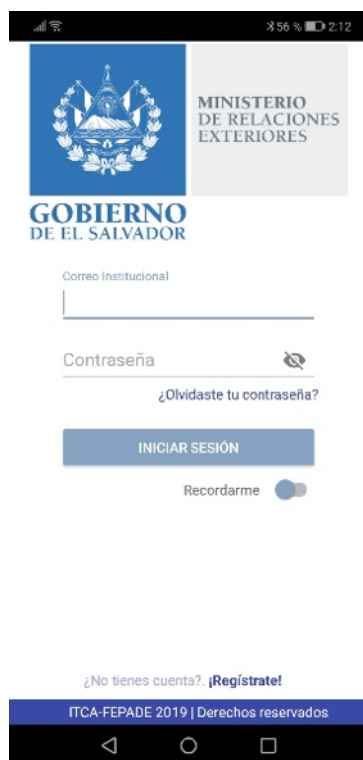 56 % 2:12
MINISTERIO
DE RELACIONES
EXTERIORES
GOBIERNO
DE EL SALVADOR
Correo Institucional
Contraseña
¿Olvidaste tu contraseña?
INICIAR SESIÓN
Recordarme
¿No tienes cuenta?. ¡Regístrate!
ITCA-FEPADE 2019 | Derechos reservados